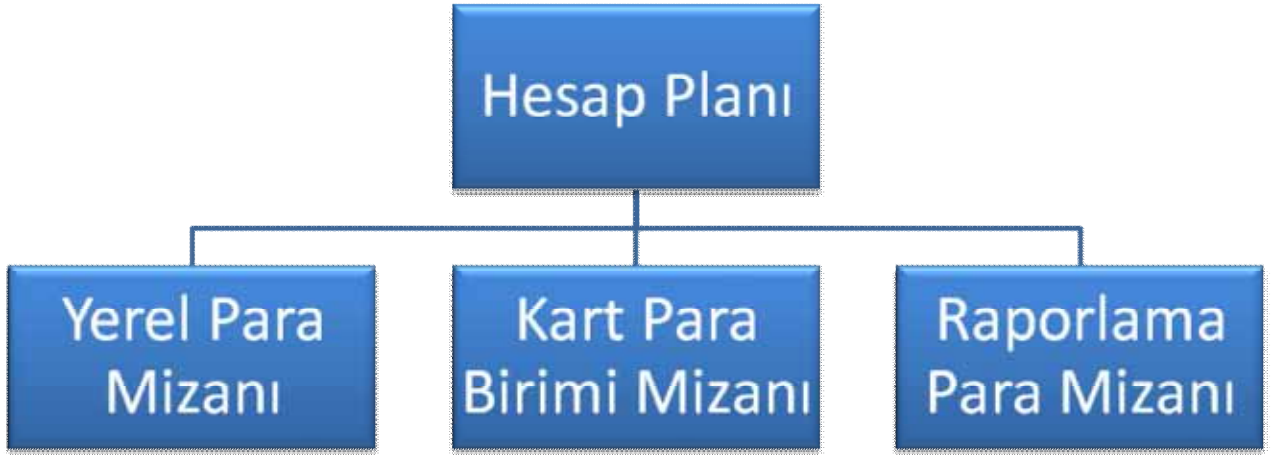 Hesap Planı
Yerel Para
Mizanı
Kart Para
Birimi Mizanı
Raporlama
Para Mizanı